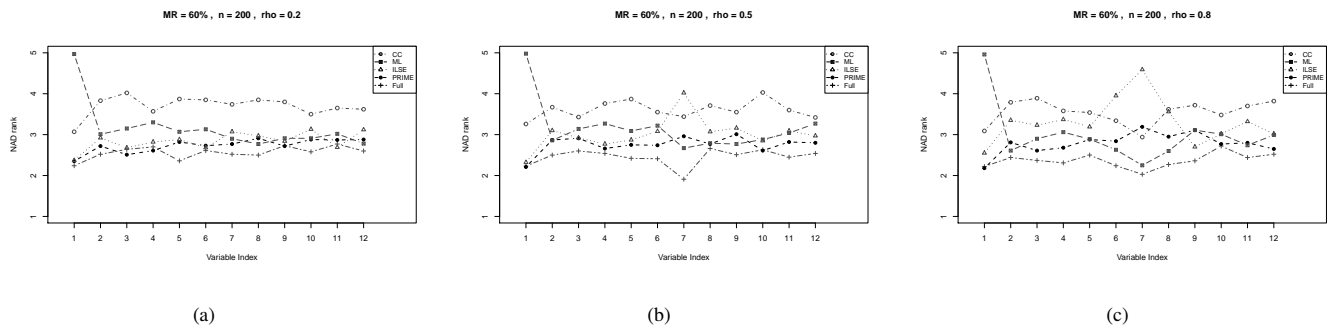 MR = 60% , n = 200 , rho = 0.2
NAD rank
5
4
3
2
1
CC
ML
ILSE
PRIME
Full
1 2 3 4 5 6 7 8 9 10 11 12
Variable Index
(a)
MR = 60% , n = 200 , rho = 0.5
NAD rank
5
4
3
2
1
CC
ML
ILSE
PRIME
Full
1 2 3 4 5 6 7 8 9 10 11 12
Variable Index
(b)
MR = 60% , n = 200 , rho = 0.8
NAD rank
5
4
3
2
1
CC
ML
ILSE
PRIME
Full
1 2 3 4 5 6 7 8 9 10 11 12
Variable Index
(c)